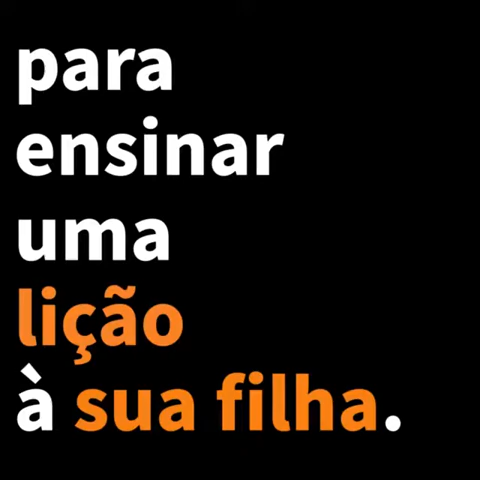 para
ensinar
uma
lição
à sua filha.